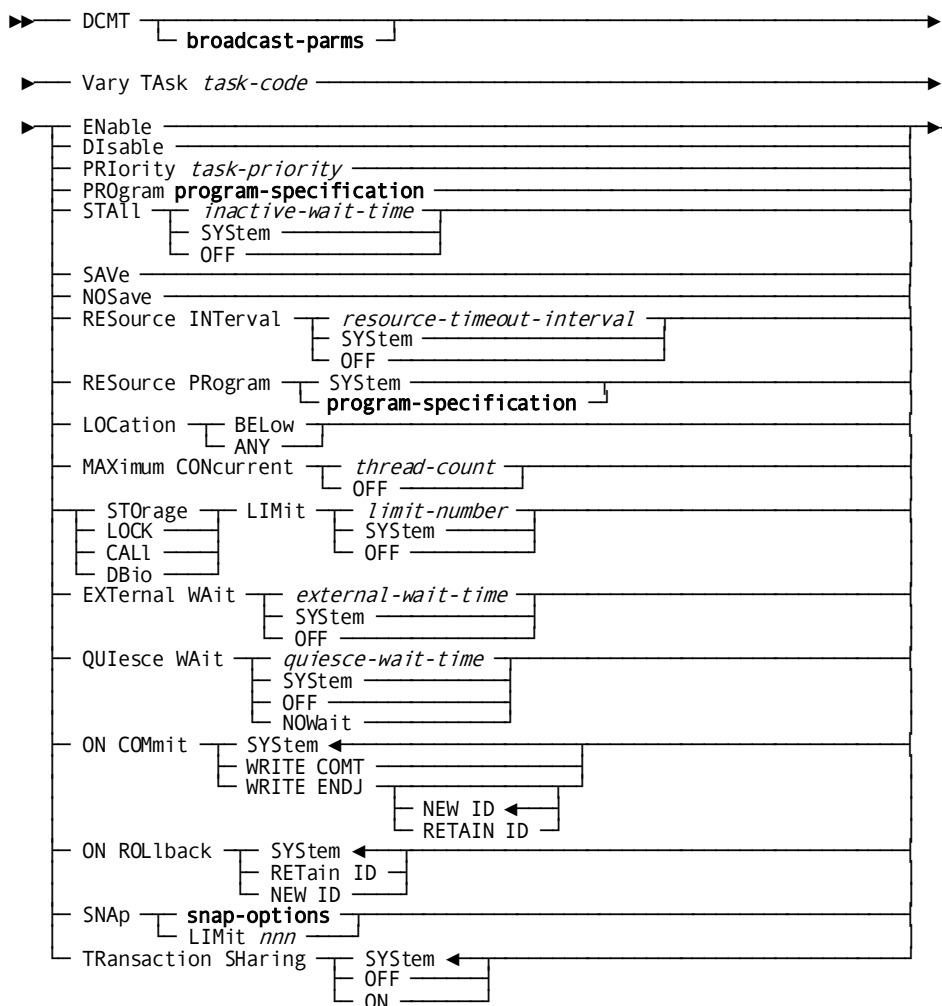 DCMT
broadcast-parms
Vary TAsk task-code
ENable
DIsable
PRIority task-priority
PROgram program-specification
STAll inactive-wait-time
SYStem
OFF
SAVe
NOSave
RESource INTerval resource-timeout-interval
SYStem
OFF
RESource PRogram SYStem
program-specification
LOCation BELow
ANY
MAXimum CONcurrent thread-count
OFF
STOrage LIMit limit-number
LOCK SYStem
CALl OFF
DBio
EXTernal WAit external-wait-time
SYStem
OFF
QUIesce WAit quiesce-wait-time
SYStem
OFF
NOWait
ON COMmit SYStem
WRITE COMT
WRITE ENDJ
NEW ID
RETAIN ID
ON ROLlback SYStem
RETain ID
NEW ID
SNAp snap-options
LIMit nnn
TRansaction SHaring SYStem
OFF
ON